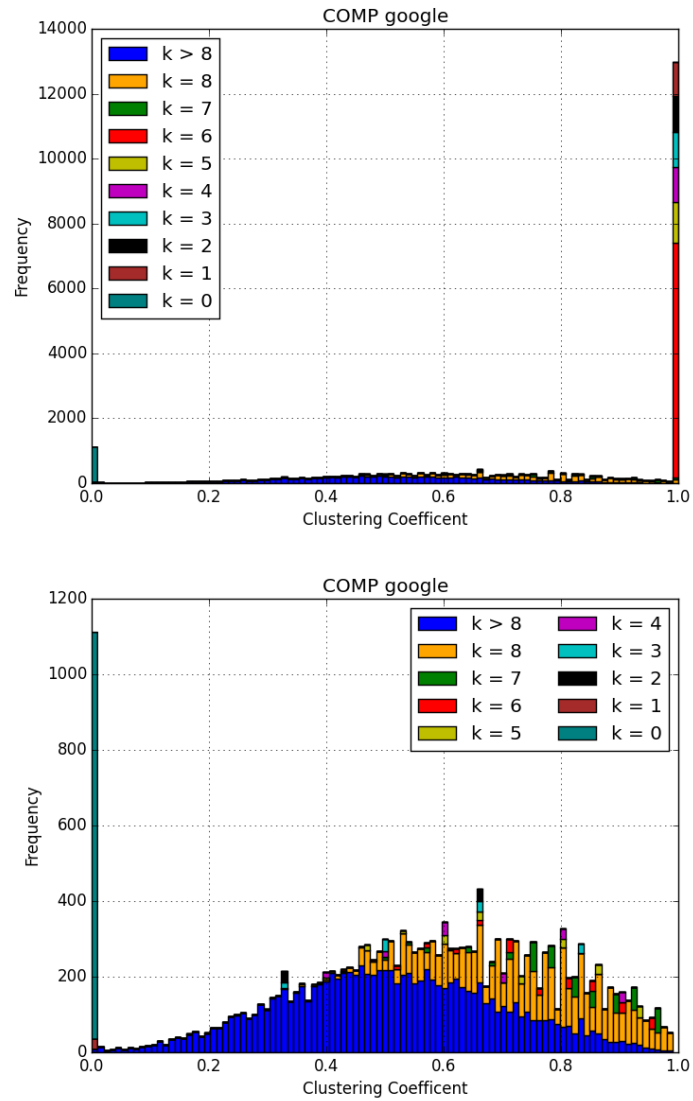 COMP google
14000
12000
10000
8000
6000
4000
2000
0
Frequency
k > 8
k = 8
k = 7
k = 6
k = 5
k = 4
k = 3
k = 2
k = 1
k = 0
0.0 0.2 0.4 0.6 0.8 1.0
Clustering Coefficent
COMP google
1200
1000
800
600
400
200
0
Frequency
k > 8 k = 4
k = 8 k = 3
k = 7 k = 2
k = 6 k = 1
k = 5 k = 0
0.0 0.2 0.4 0.6 0.8 1.0
Clustering Coefficent